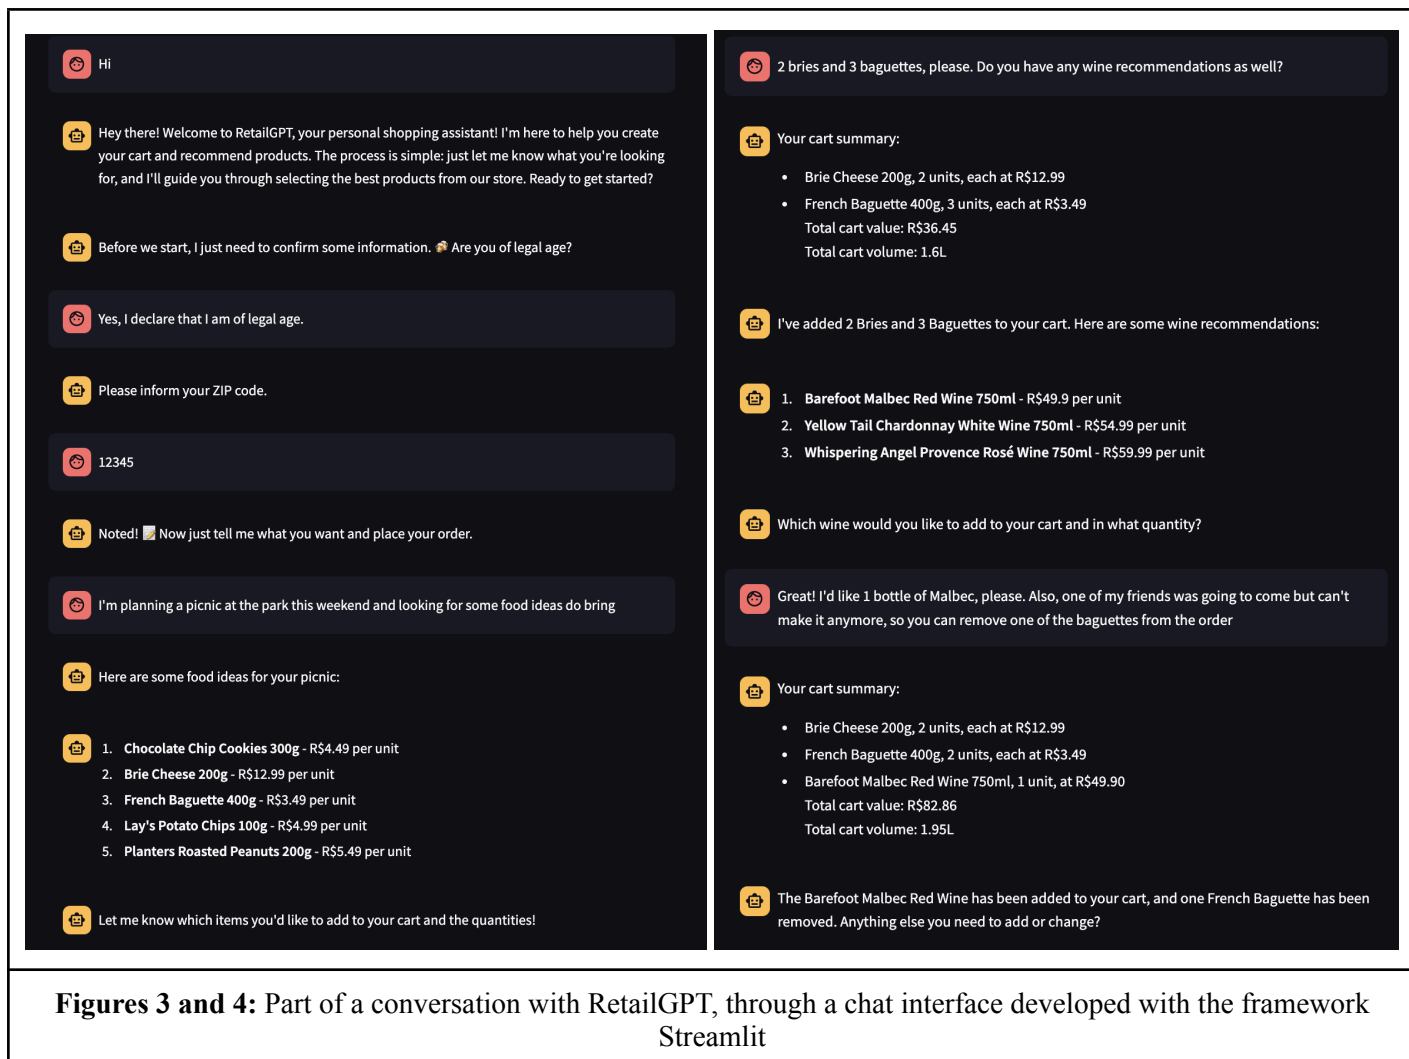 Hi
Hey there! Welcome to RetailGPT, your personal shopping assistant! I'm here to help you create
your cart and recommend products. The process is simple: just let me know what you're looking
for, and I'll guide you through selecting the best products from our store. Ready to get started?
Before we start, I just need to confirm some information. 🍻 Are you of legal age?
Yes, I declare that I am of legal age.
Please inform your ZIP code.
12345
Noted! 📝 Now just tell me what you want and place your order.
I'm planning a picnic at the park this weekend and looking for some food ideas do bring
Here are some food ideas for your picnic:
1. Chocolate Chip Cookies 300g - R$4.49 per unit
2. Brie Cheese 200g - R$12.99 per unit
3. French Baguette 400g - R$3.49 per unit
4. Lay's Potato Chips 100g - R$4.99 per unit
5. Planters Roasted Peanuts 200g - R$5.49 per unit
Let me know which items you'd like to add to your cart and the quantities!
2 bries and 3 baguettes, please. Do you have any wine recommendations as well?
Your cart summary:
• Brie Cheese 200g, 2 units, each at R$12.99
• French Baguette 400g, 3 units, each at R$3.49
Total cart value: R$36.45
Total cart volume: 1.6L
I've added 2 Bries and 3 Baguettes to your cart. Here are some wine recommendations:
1. Barefoot Malbec Red Wine 750ml - R$49.9 per unit
2. Yellow Tail Chardonnay White Wine 750ml - R$54.99 per unit
3. Whispering Angel Provence Rosé Wine 750ml - R$59.99 per unit
Which wine would you like to add to your cart and in what quantity?
Great! I'd like 1 bottle of Malbec, please. Also, one of my friends was going to come but can't
make it anymore, so you can remove one of the baguettes from the order
Your cart summary:
• Brie Cheese 200g, 2 units, each at R$12.99
• French Baguette 400g, 2 units, each at R$3.49
• Barefoot Malbec Red Wine 750ml, 1 unit, at R$49.90
Total cart value: R$82.86
Total cart volume: 1.95L
The Barefoot Malbec Red Wine has been added to your cart, and one French Baguette has been
removed. Anything else you need to add or change?
Figures 3 and 4: Part of a conversation with RetailGPT, through a chat interface developed with the framework
Streamlit